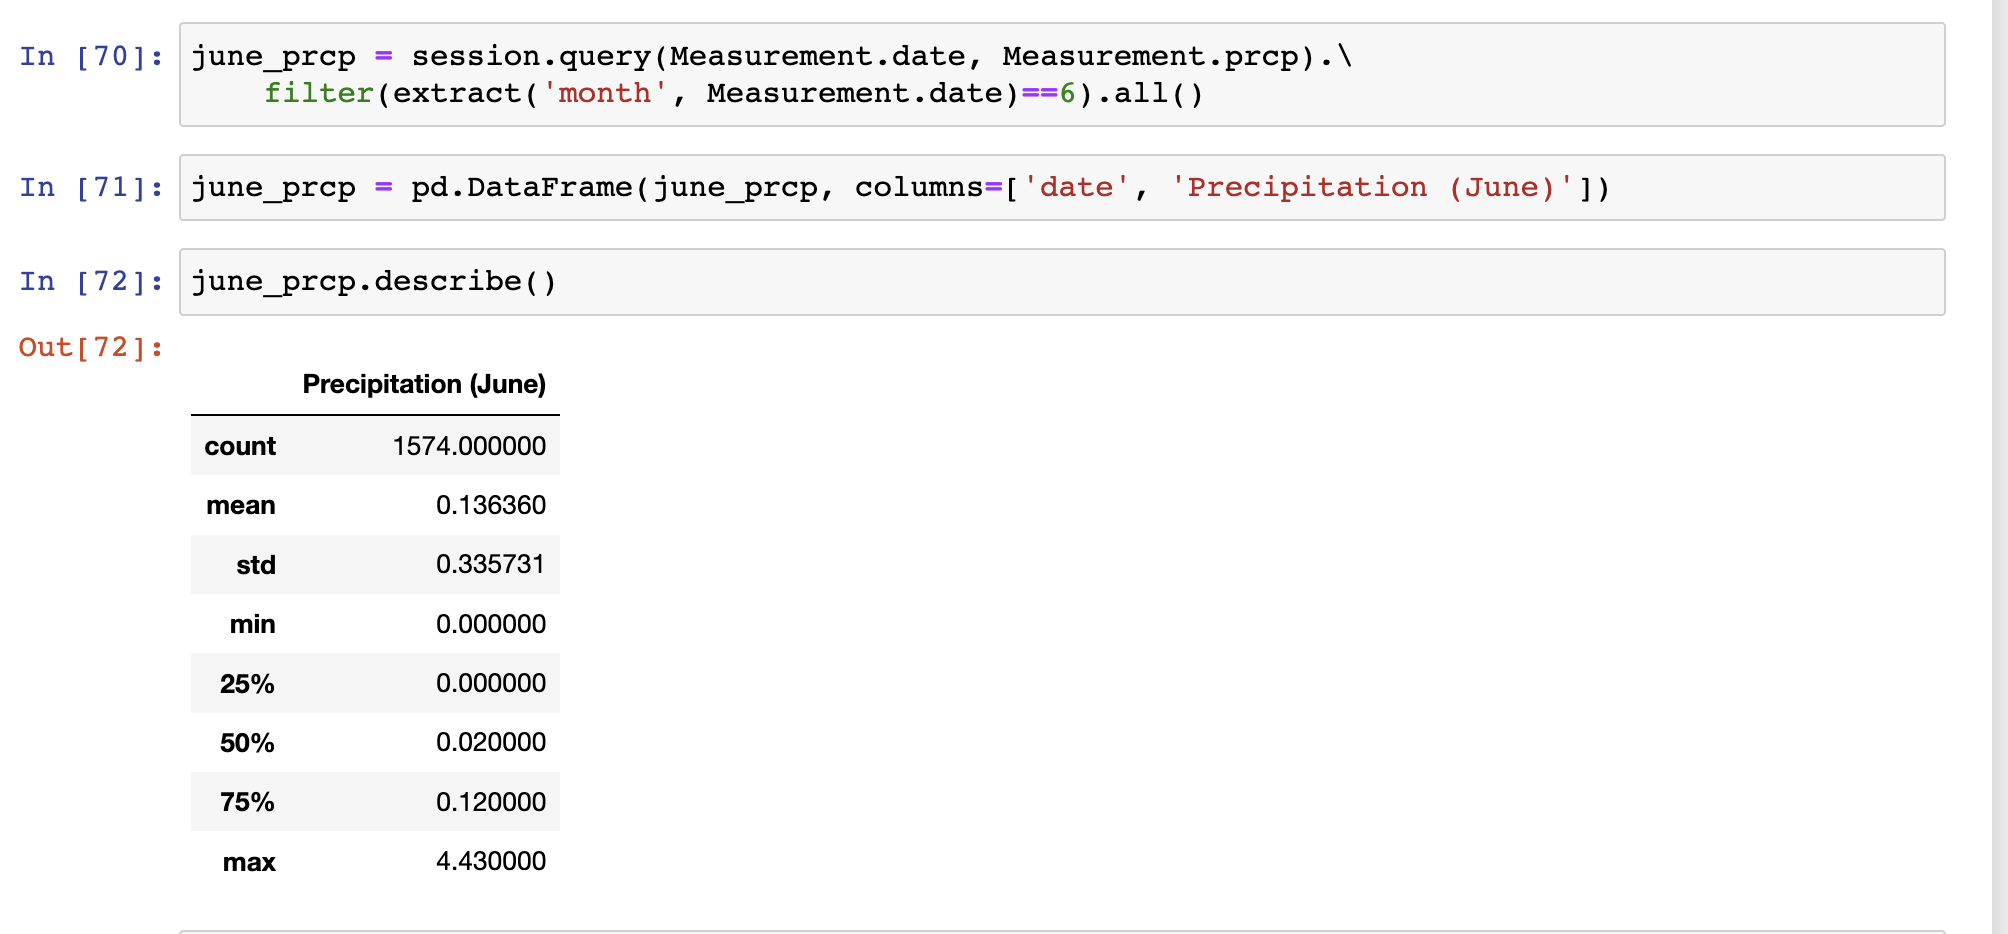 In [70]: june_prcp = session.query(Measurement.date, Measurement.prcp).\
filter(extract('month', Measurement.date)==6).all()
In [71]: june_prcp = pd.DataFrame(june_prcp, columns=['date', 'Precipitation (June)'])
In [72]: june_prcp.describe()
Out[72]:
Precipitation (June)
count 1574.000000
mean 0.136360
std 0.335731
min 0.000000
25% 0.000000
50% 0.020000
75% 0.120000
max 4.430000